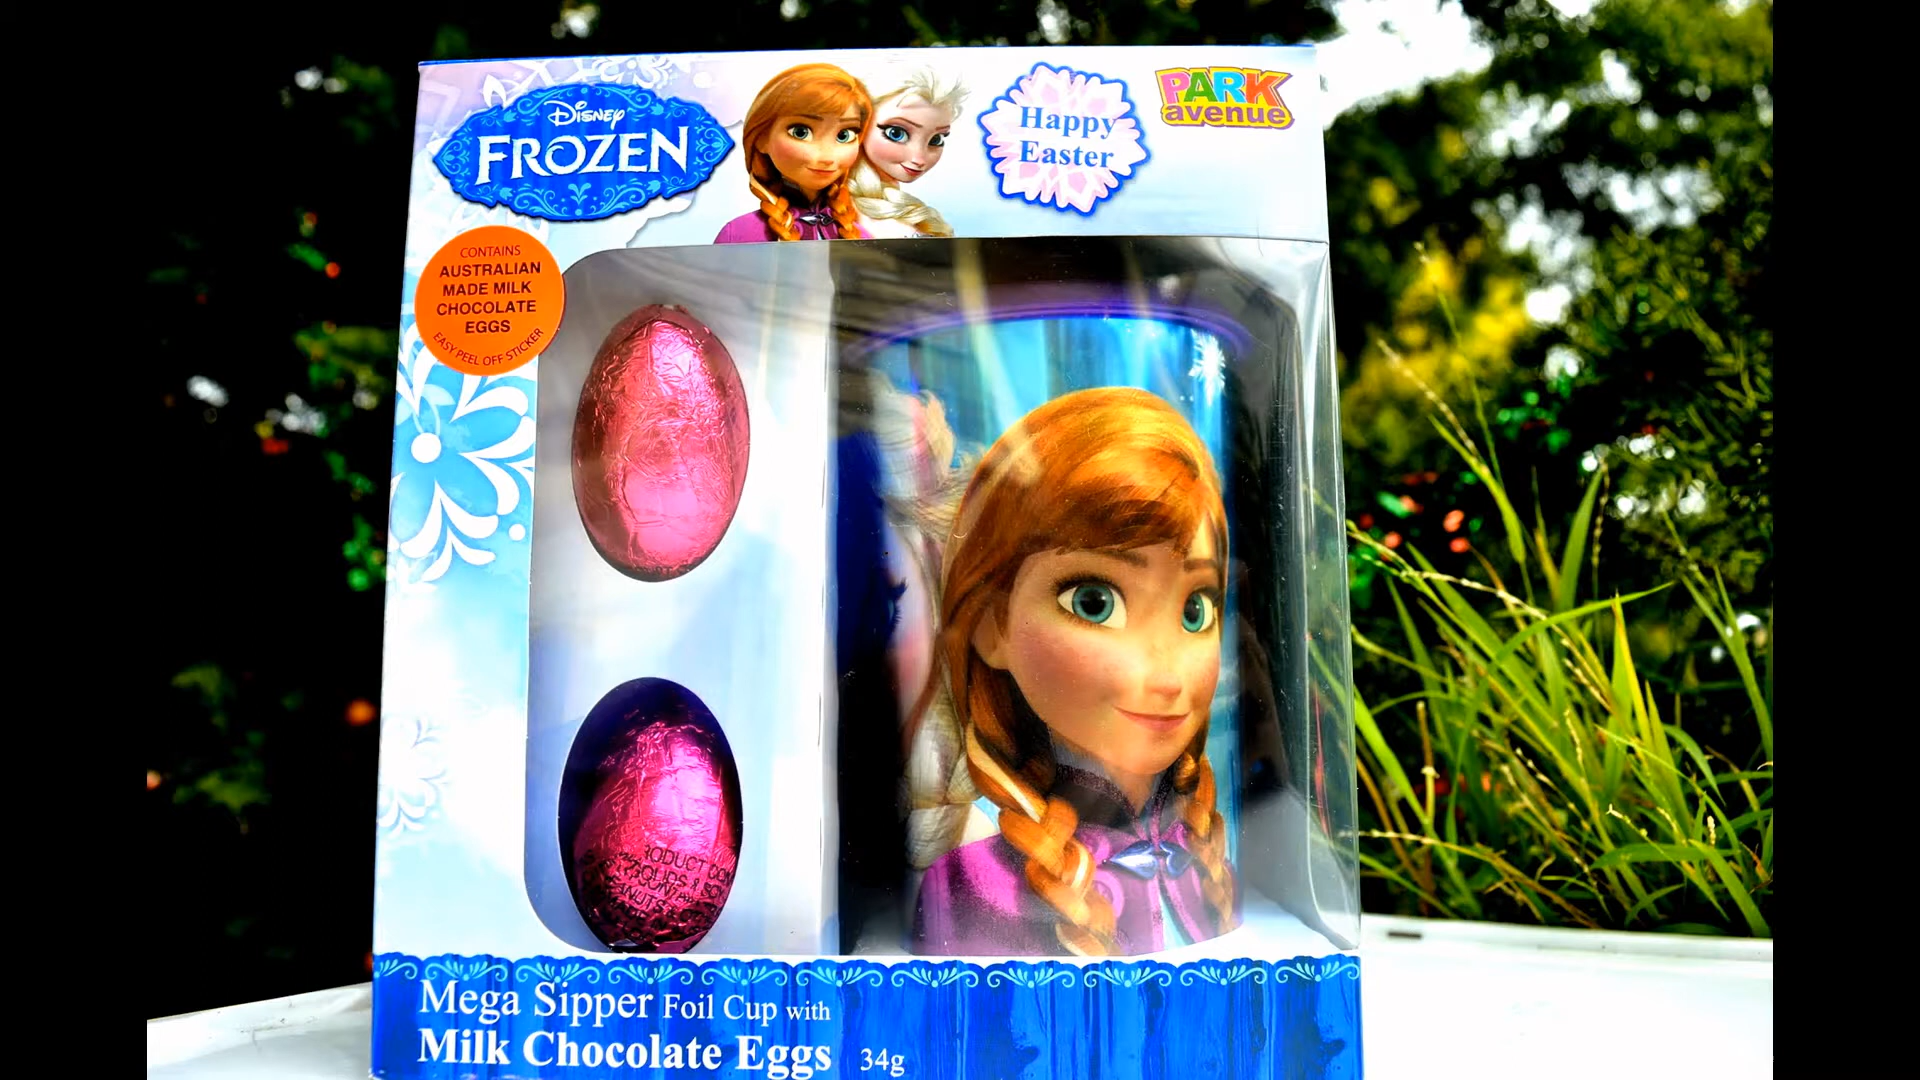 Disney
FROZEN
Happy
Easter
PARK
avenue
CONTAINS
AUSTRALIAN
MADE MILK
CHOCOLATE
EGGS
EASY PEEL OFF STICKER
Mega Sipper Foil Cup with
Milk Chocolate Eggs 34g